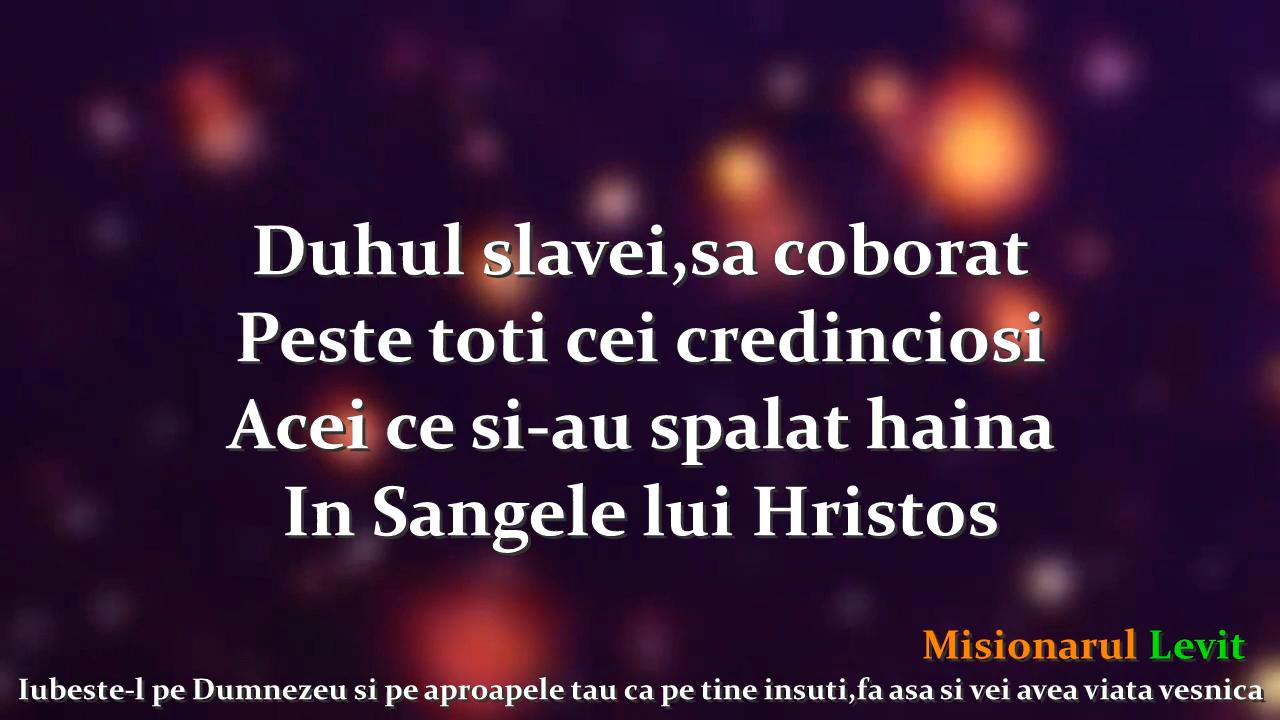 Duhul slavei,sa coborat
Peste toti cei credinciosi
Acei ce si-au spalat haina
In Sangele lui Hristos
Misionarul Levit
Iubeste-l pe Dumnezeu si pe aproapele tau ca pe tine insuti,fa asa si vei avea viata vesnica